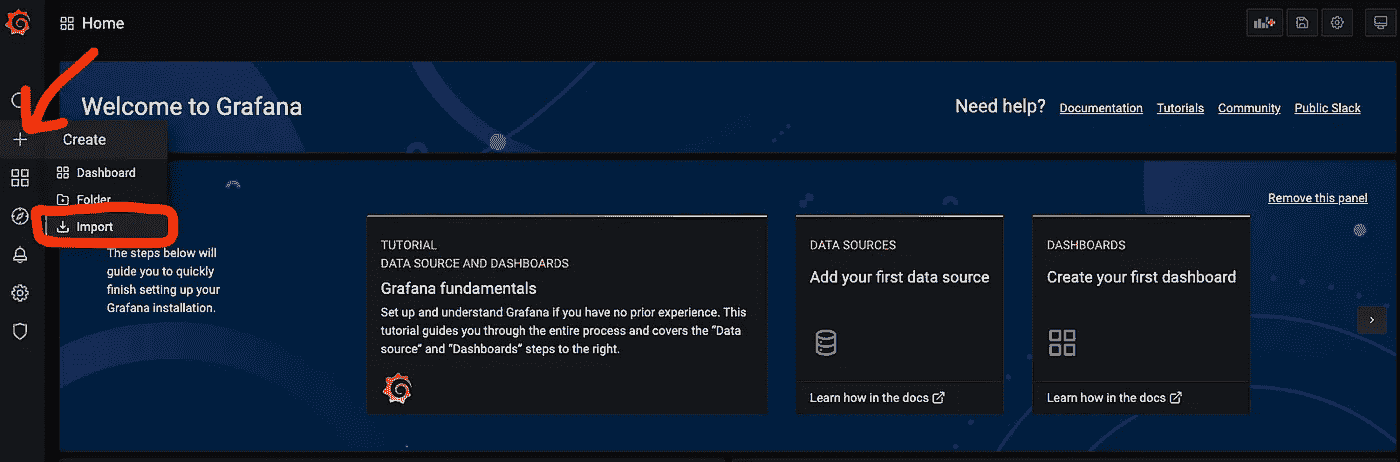 Home
Welcome to Grafana
Need help?
Documentation
Tutorials
Community
Public Slack
Create
Dashboard
Folder
Import
Remove this panel
The steps below will
guide you to quickly
finish setting up your
Grafana installation.
TUTORIAL
DATA SOURCE AND DASHBOARDS
Grafana fundamentals
Set up and understand Grafana if you have no prior experience. This
tutorial guides you through the entire process and covers the “Data
source” and “Dashboards” steps to the right.
DATA SOURCES
Add your first data source
Learn how in the docs
DASHBOARDS
Create your first dashboard
Learn how in the docs